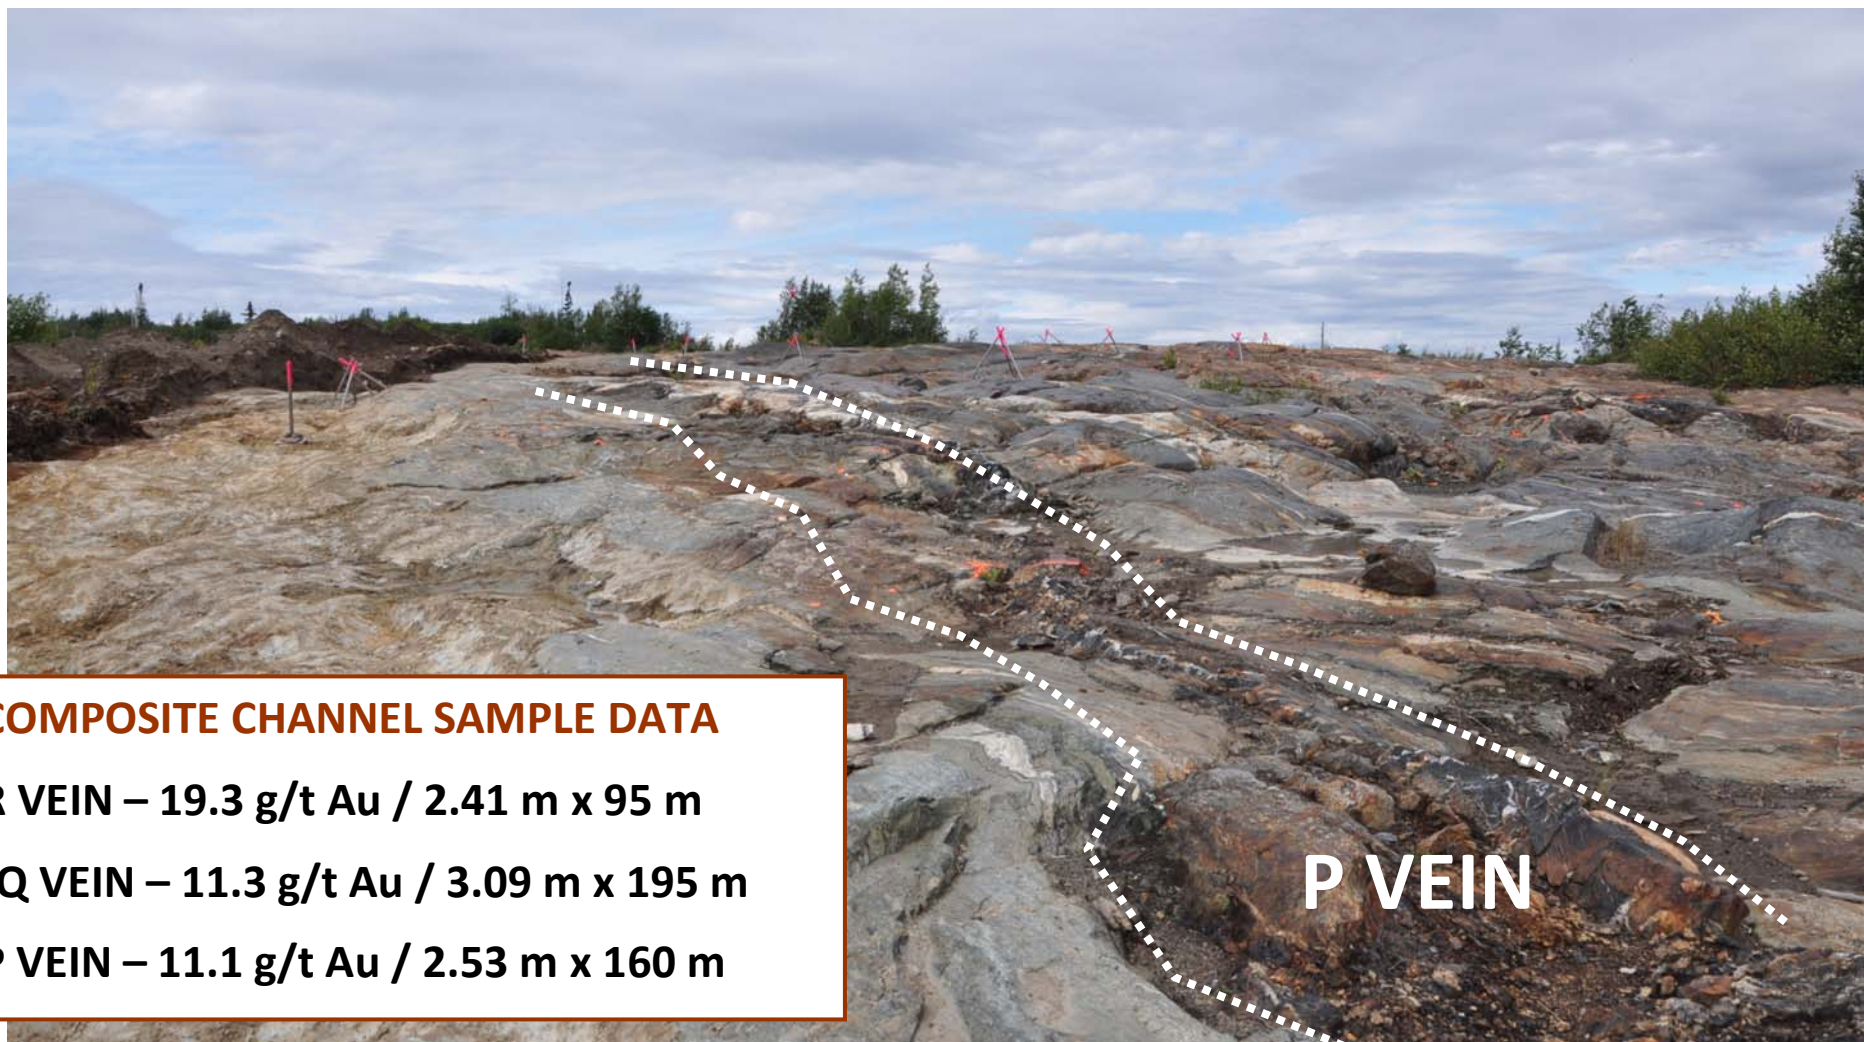 COMPOSITE CHANNEL SAMPLE DATA
R VEIN – 19.3 g/t Au / 2.41 m x 95 m
Q VEIN – 11.3 g/t Au / 3.09 m x 195 m
P VEIN – 11.1 g/t Au / 2.53 m x 160 m
P VEIN